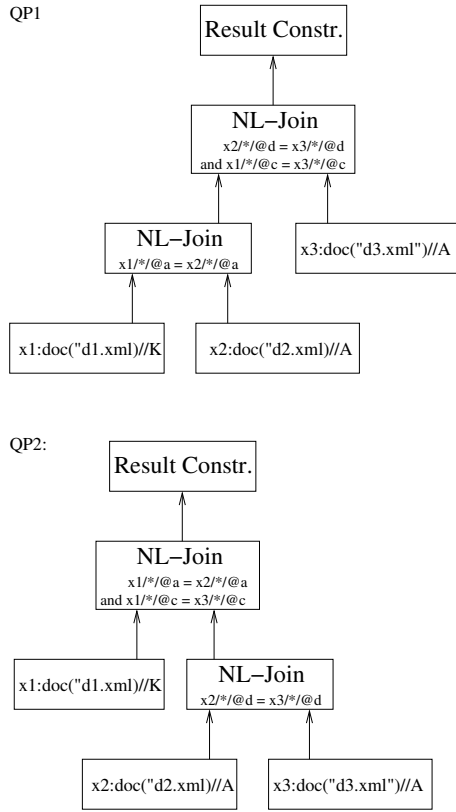 QP1
Result Constr.
NL−Join
x2/*/@d = x3/*/@d
and x1/*/@c = x3/*/@c
NL−Join
x1/*/@a = x2/*/@a
x3:doc("d3.xml")//A
x1:doc("d1.xml)//K
x2:doc("d2.xml)//A
QP2:
Result Constr.
NL−Join
x1/*/@a = x2/*/@a
and x1/*/@c = x3/*/@c
x1:doc("d1.xml)//K
NL−Join
x2/*/@d = x3/*/@d
x2:doc("d2.xml)//A
x3:doc("d3.xml")//A